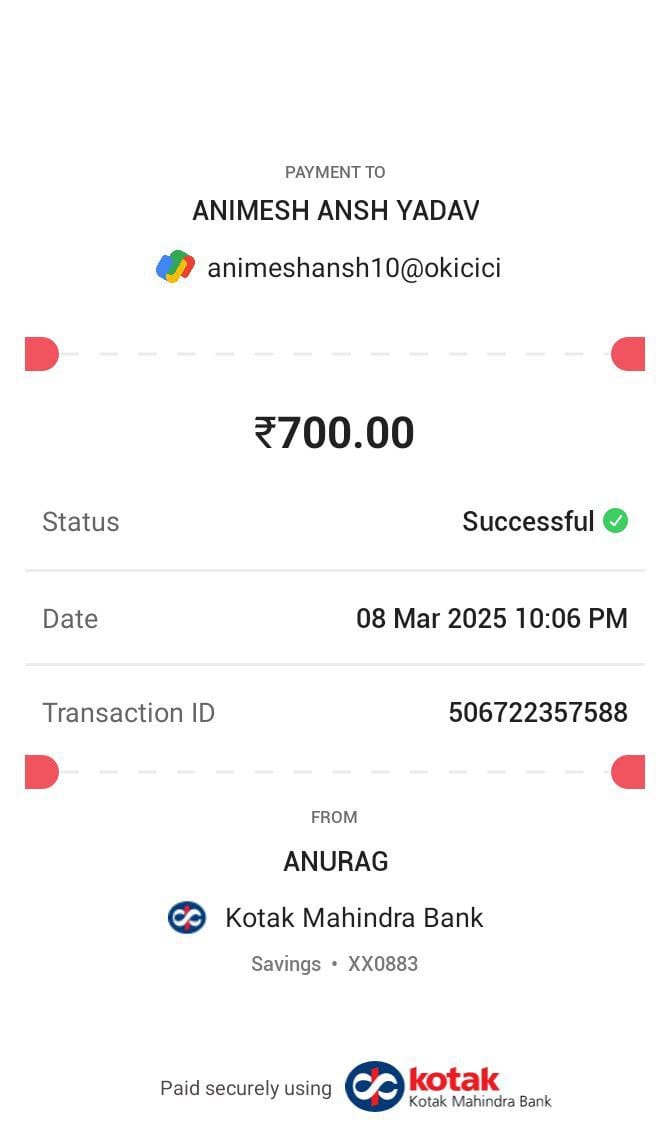 PAYMENT TO
ANIMESH ANSH YADAV
animeshansh10@okicici
₹700.00
Status Successful
Date 08 Mar 2025 10:06 PM
Transaction ID 506722357588
FROM
ANURAG
Kotak Mahindra Bank
Savings • XX0883
Paid securely using kotak
Kotak Mahindra Bank